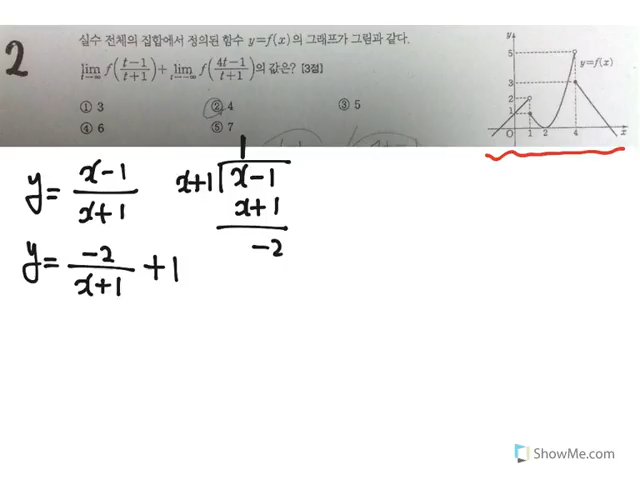 2
실수 전체의 집합에서 정의된 함수 y=f(x)의 그래프가 그림과 같다.
lim t→∞ f((t-1)/(t+1)) + lim t→-∞ f((4t-1)/(t+1))의 값은? [3점]
① 3 ② 4 ③ 5
④ 6 ⑤ 7
y
5
3
2
1
O 1 2 4 x
y=f(x)
y = (x-1)/(x+1)
1
x+1 x-1
x+1
-2
y = -2/(x+1) + 1
ShowMe.com